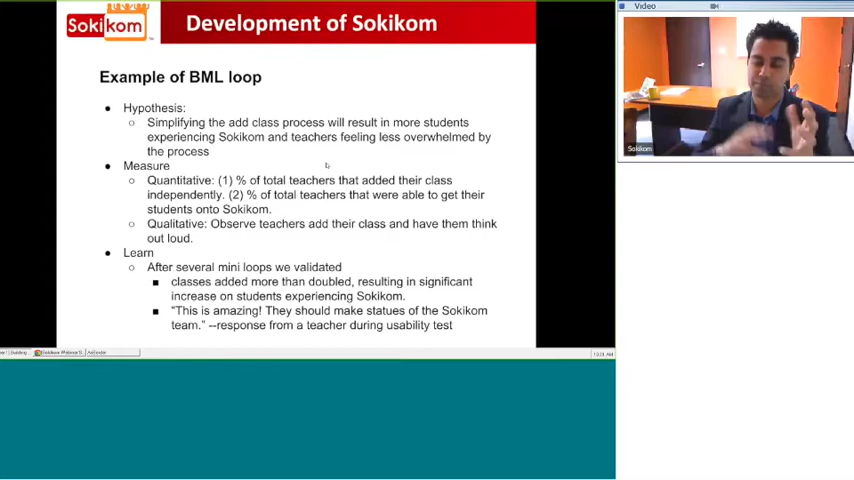 Sokikom
Development of Sokikom
Video
Example of BML loop
● Hypothesis:
○ Simplifying the add class process will result in more students
experiencing Sokikom and teachers feeling less overwhelmed by
the process
● Measure
○ Quantitative: (1) % of total teachers that added their class
independently. (2) % of total teachers that were able to get their
students onto Sokikom.
○ Qualitative: Observe teachers add their class and have them think
out loud.
● Learn
○ After several mini loops we validated
■ classes added more than doubled, resulting in significant
increase on students experiencing Sokikom.
■ “This is amazing! They should make statues of the Sokikom
team.” --response from a teacher during usability test
Sokikom